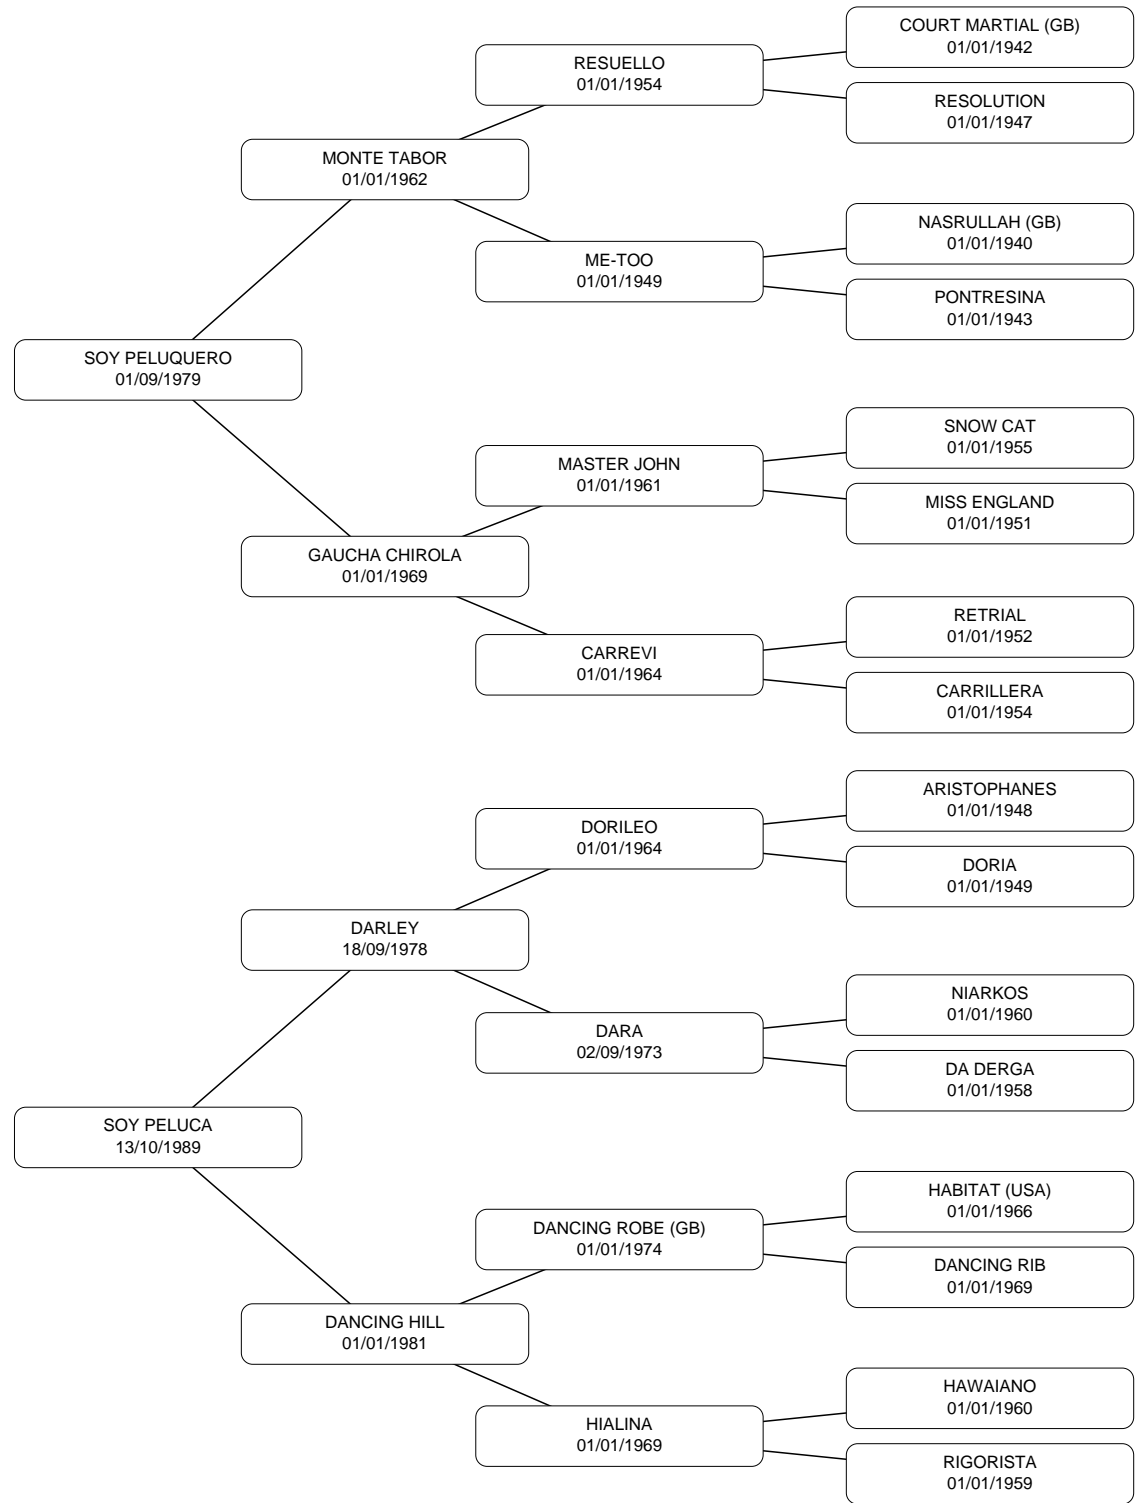 COURT MARTIAL (GB)
01/01/1942
RESUELLO
01/01/1954
RESOLUTION
01/01/1947
MONTE TABOR
01/01/1962
NASRULLAH (GB)
01/01/1940
ME-TOO
01/01/1949
PONTRESINA
01/01/1943
SOY PELUQUERO
01/09/1979
SNOW CAT
01/01/1955
MASTER JOHN
01/01/1961
MISS ENGLAND
01/01/1951
GAUCHA CHIROLA
01/01/1969
RETRIAL
01/01/1952
CARREVI
01/01/1964
CARRILLERA
01/01/1954
ARISTOPHANES
01/01/1948
DORILEO
01/01/1964
DORIA
01/01/1949
DARLEY
18/09/1978
NIARKOS
01/01/1960
DARA
02/09/1973
DA DERGA
01/01/1958
SOY PELUCA
13/10/1989
HABITAT (USA)
01/01/1966
DANCING ROBE (GB)
01/01/1974
DANCING RIB
01/01/1969
DANCING HILL
01/01/1981
HAWAIANO
01/01/1960
HIALINA
01/01/1969
RIGORISTA
01/01/1959